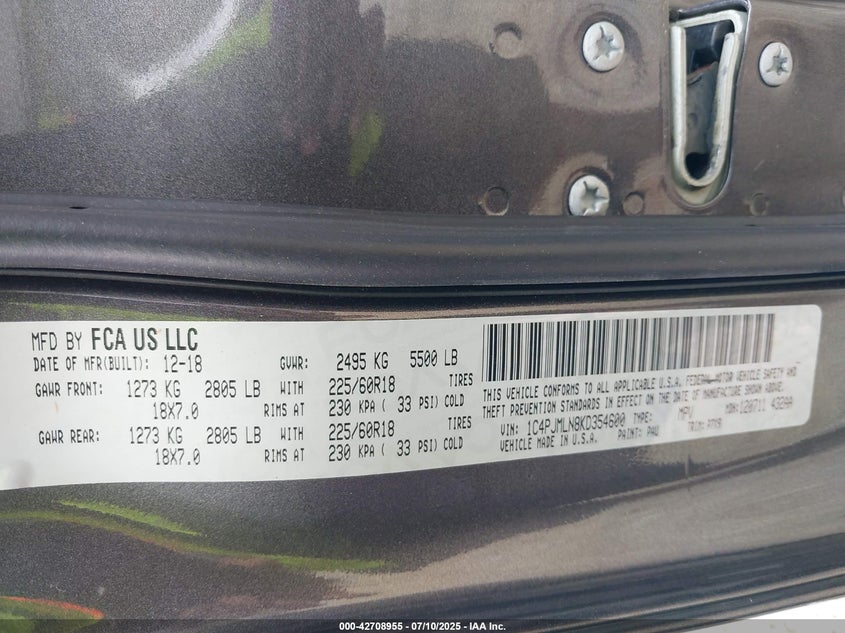 MFD BY FCA US LLC
DATE OF MFR(BUILT): 12-18 GVWR: 2495 KG 5500 LB
GAWR FRONT: 1273 KG 2805 LB WITH 225/60R18 TIRES
18X7.0 RIMS AT 230 KPA ( 33 PSI) COLD
GAWR REAR: 1273 KG 2805 LB WITH 225/60R18 TIRES
18X7.0 RIMS AT 230 KPA ( 33 PSI) COLD
THIS VEHICLE CONFORMS TO ALL APPLICABLE U.S.A. FEDERAL MOTOR VEHICLE SAFETY AND
THEFT PREVENTION STANDARDS IN EFFECT ON THE DATE OF MANUFACTURE SHOWN ABOVE.
VIN: 1C4PJMLN8KD354600 TYPE: MPV MDH: 120711 
VEHICLE MADE IN U.S.A. PAINT: PAU TRIM:
000-42708955 - 07/10/2025 - IAA Inc.